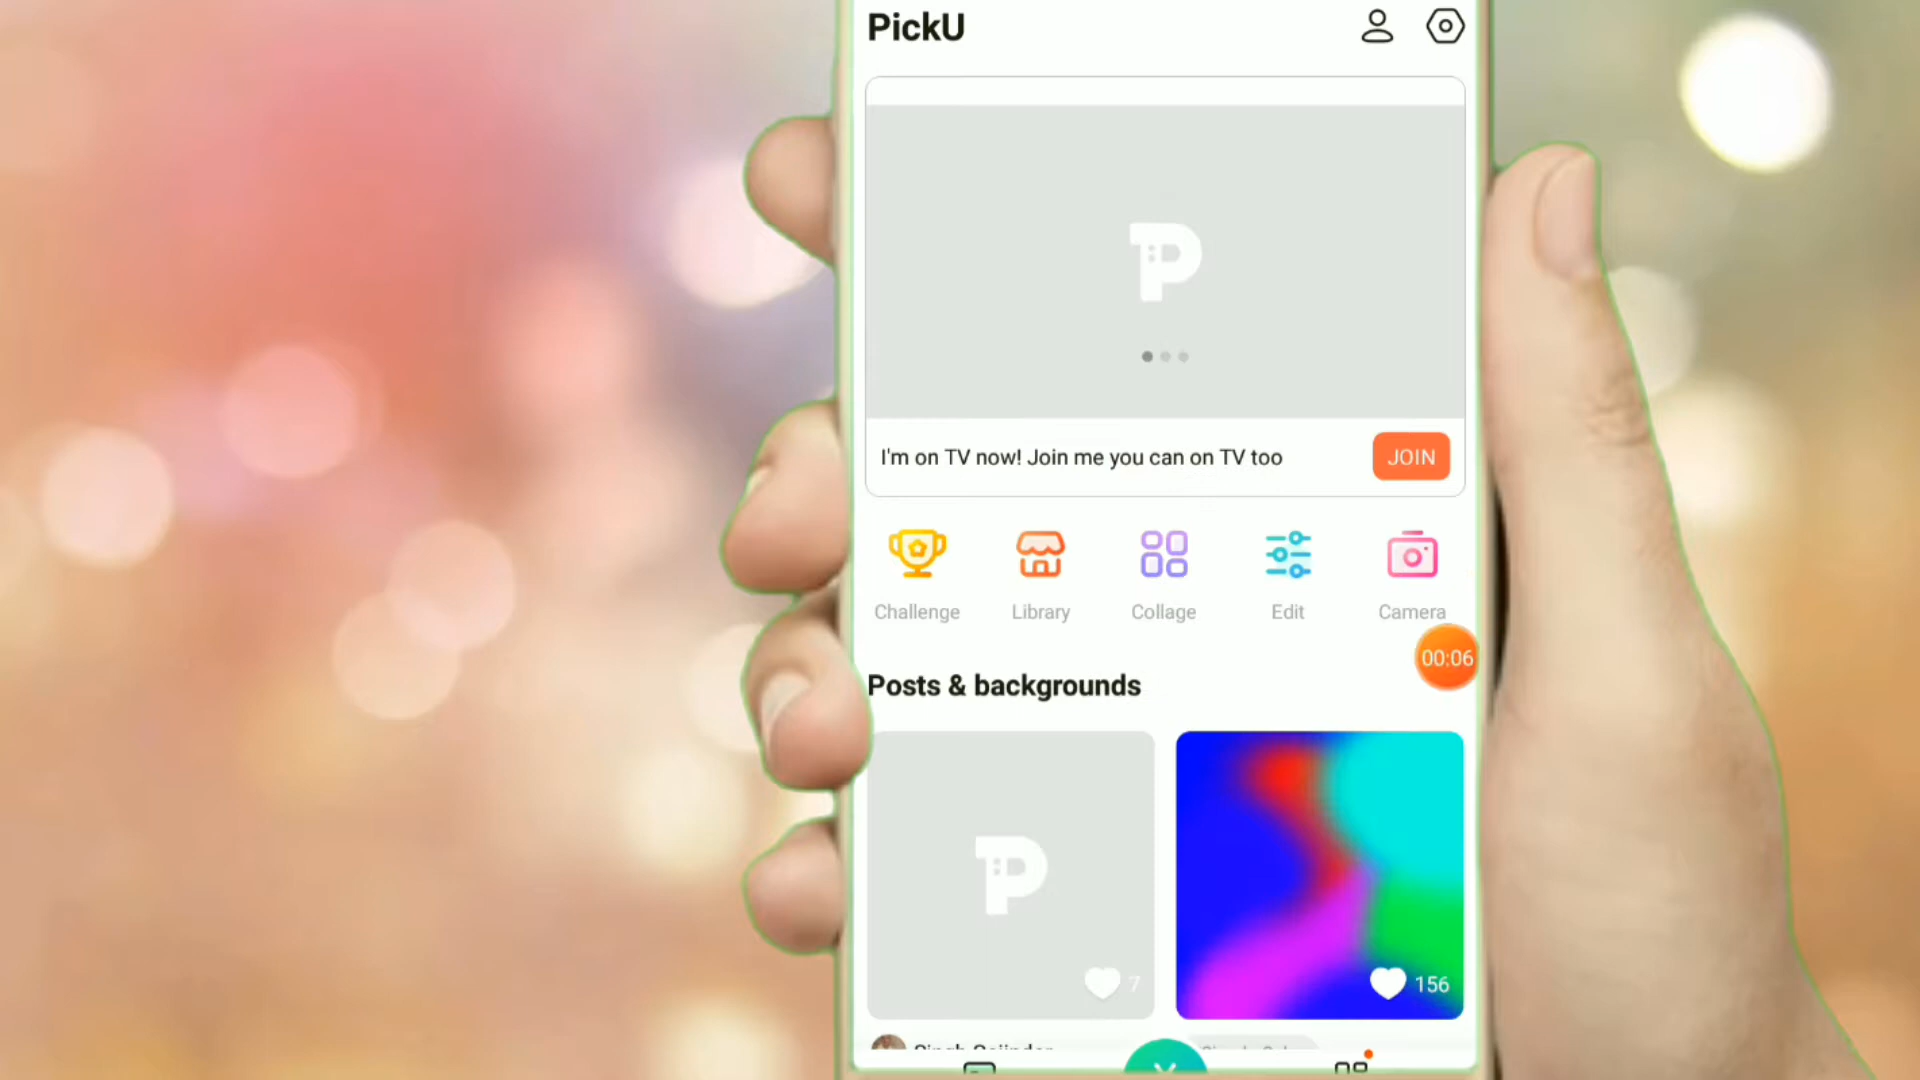 PickU
I'm on TV now! Join me you can on TV too
JOIN
Challenge
Library
Collage
Edit
Camera
00:06
Posts & backgrounds
7
156